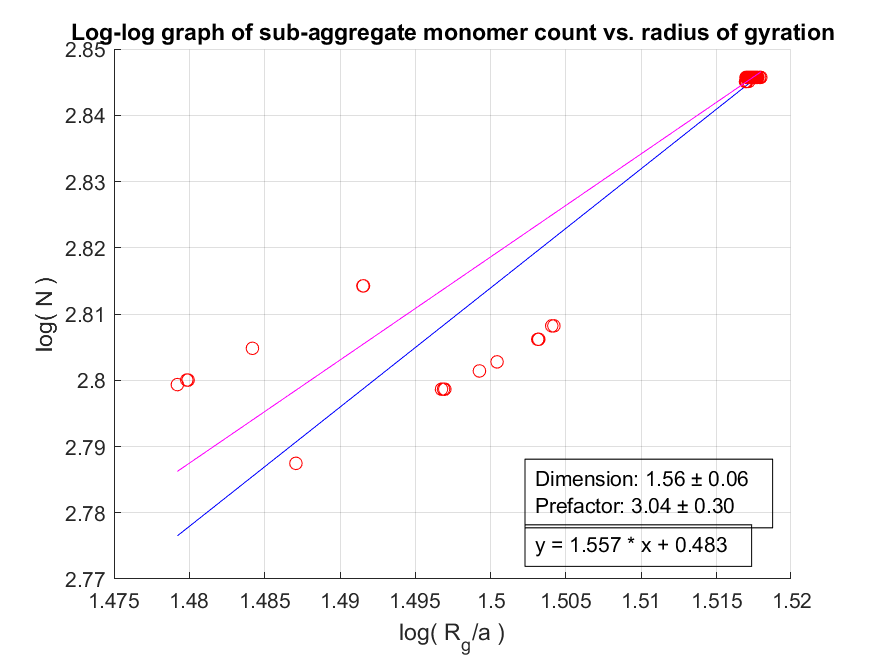 Log-log graph of sub-aggregate monomer count vs. radius of gyration
2.85
2.84
2.83
2.82
2.81
2.8
2.79
2.78
2.77
log( N )
Dimension: 1.56 ± 0.06
Prefactor: 3.04 ± 0.30
y = 1.557 * x + 0.483
1.475 1.48 1.485 1.49 1.495 1.5 1.505 1.51 1.515 1.52
log( Rg/a )